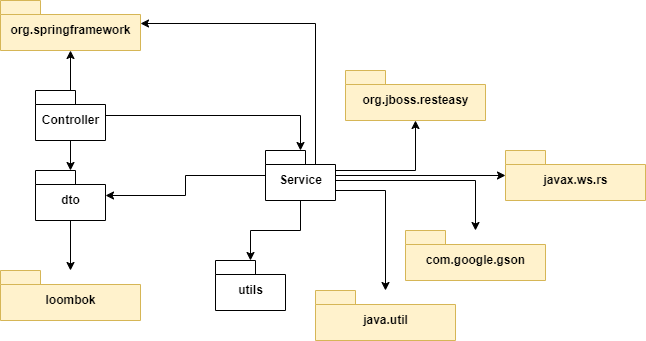 org.springframework
org.jboss.resteasy
Controller
javax.ws.rs
Service
dto
com.google.gson
utils
loombok
java.util